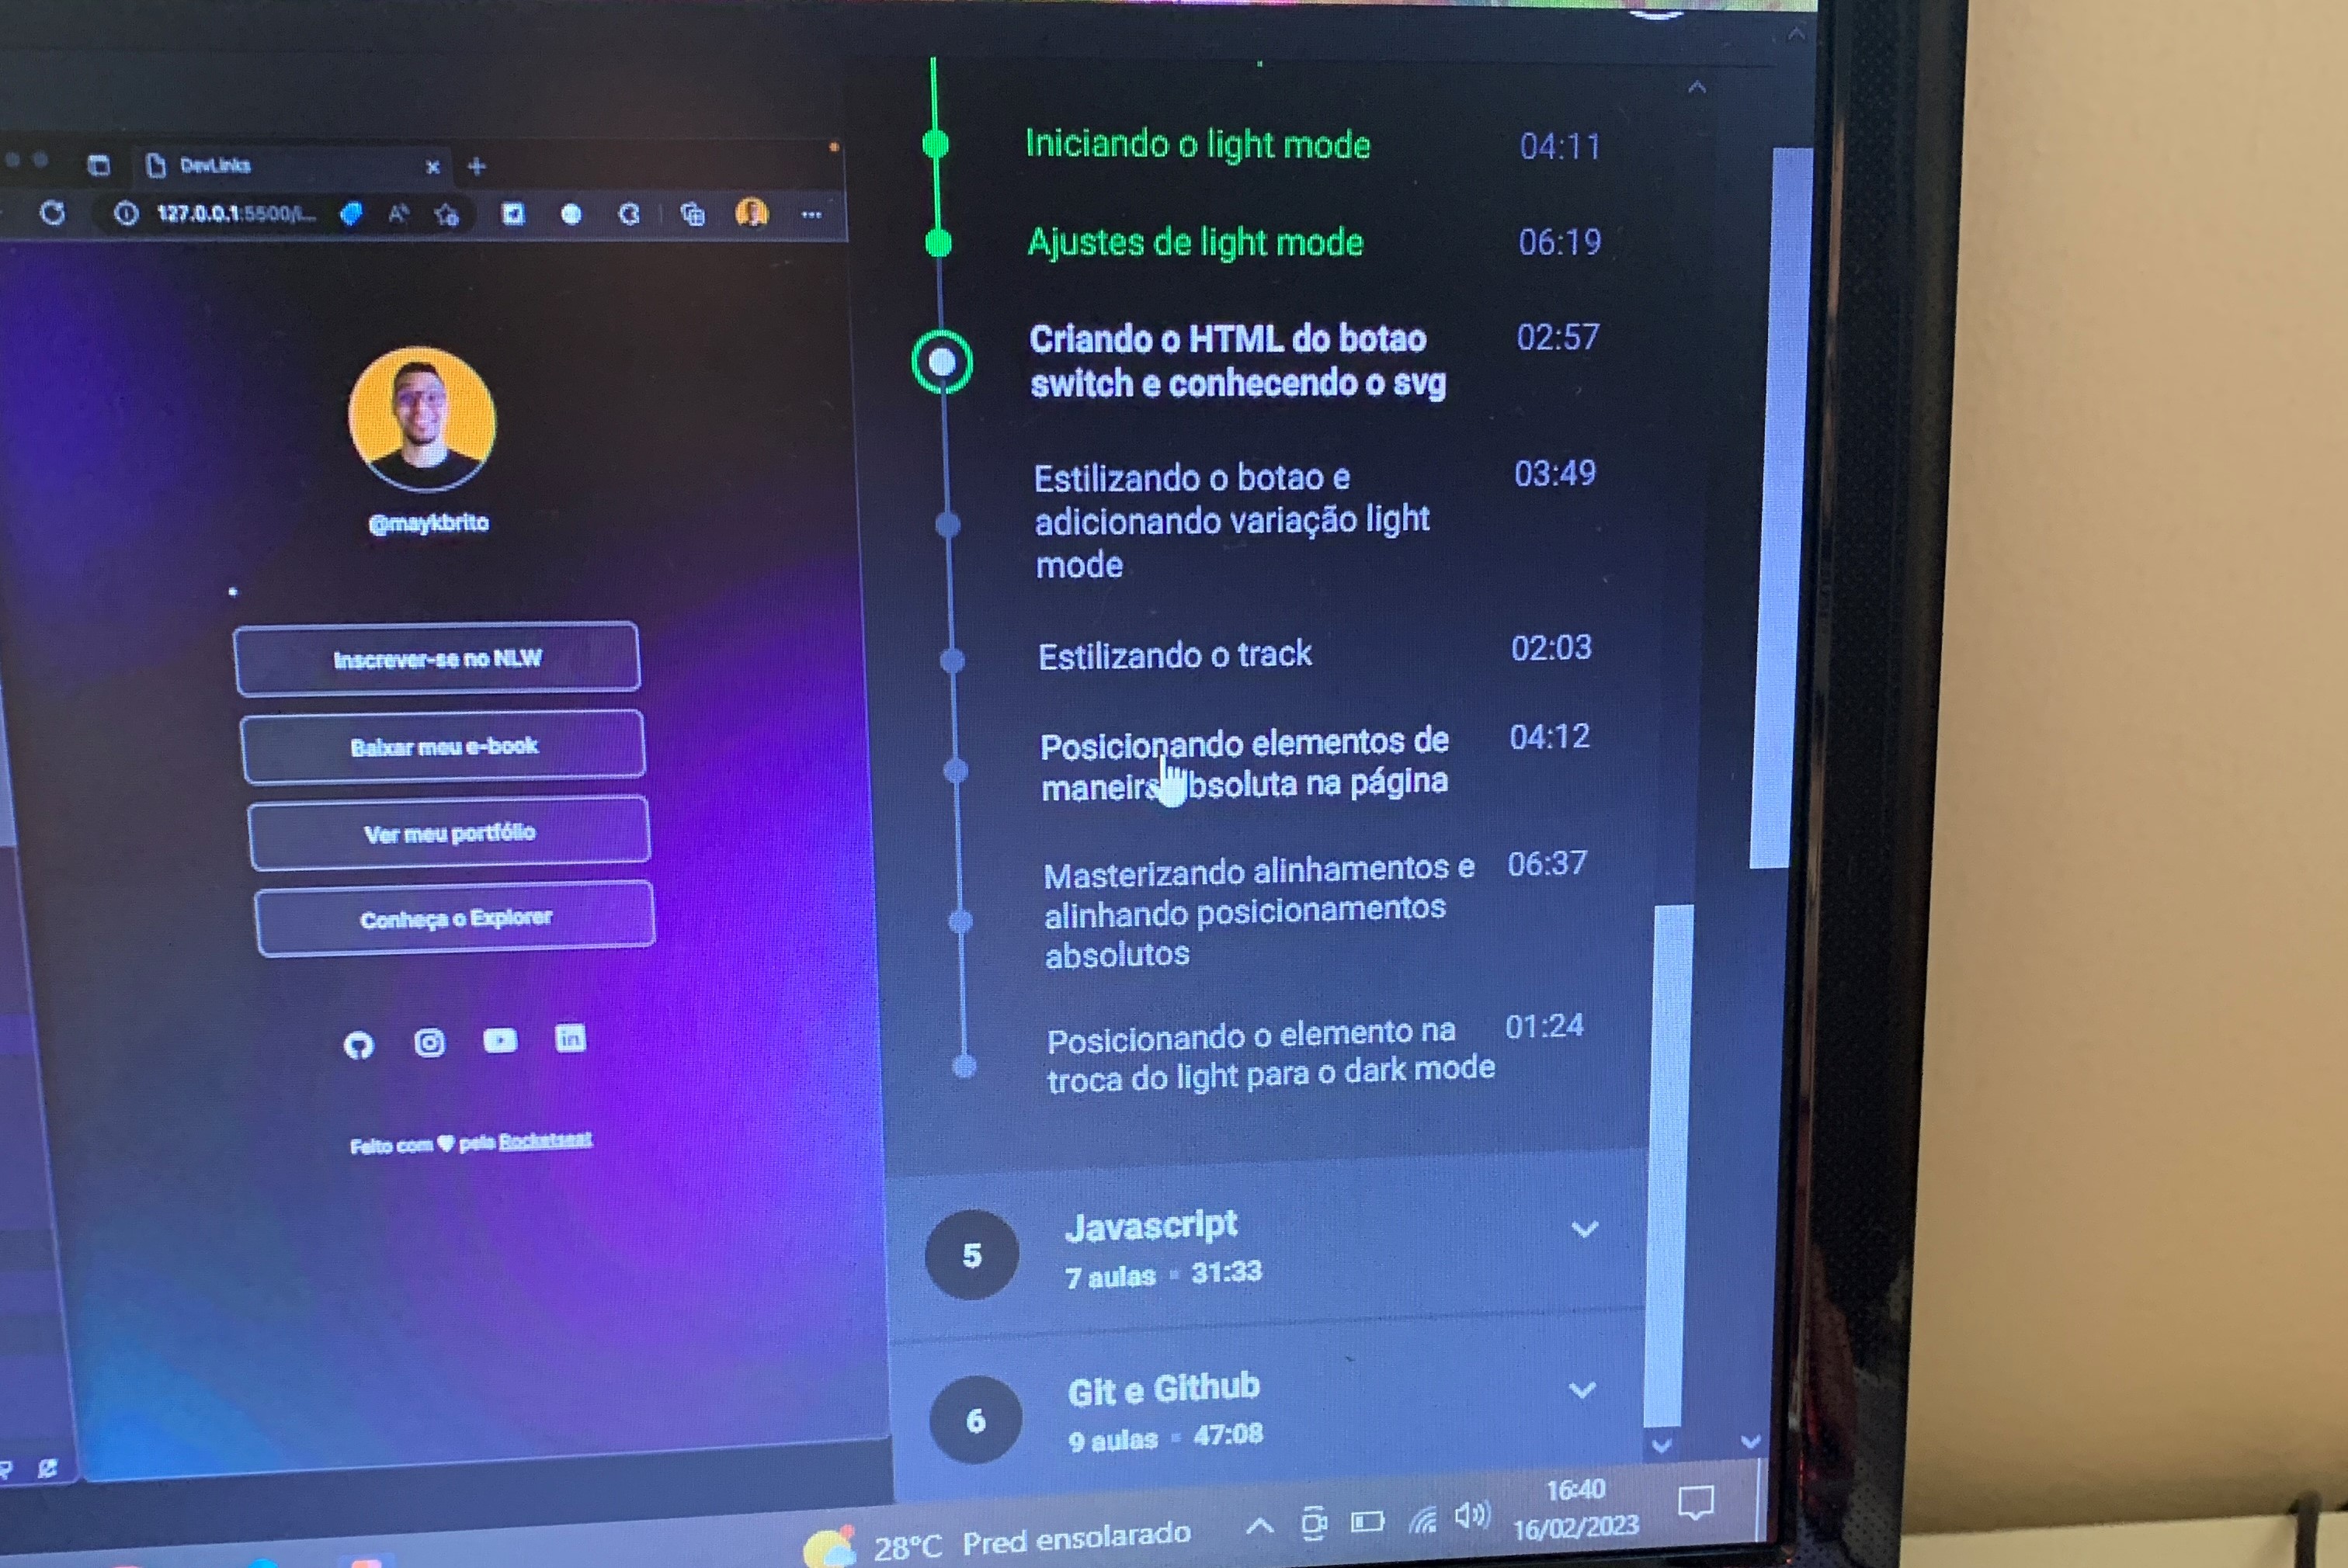 DevLinks
127.0.0.1:5500/i...
@maykbrito
Inscrever-se no NLW
Baixar meu e-book
Ver meu portfólio
Conheça o Explorer
Feito com ♥ pela Rocketseat
Iniciando o light mode 04:11
Ajustes de light mode 06:19
Criando o HTML do botao 02:57
switch e conhecendo o svg
Estilizando o botao e 03:49
adicionando variação light
mode
Estilizando o track 02:03
Posicionando elementos de 04:12
maneira absoluta na página
Masterizando alinhamentos e 06:37
alinhando posicionamentos
absolutos
Posicionando o elemento na 01:24
troca do light para o dark mode
5
Javascript
7 aulas 31:33
6
Git e Github
9 aulas 47:08
28°C Pred ensolarado
16:40
16/02/2023